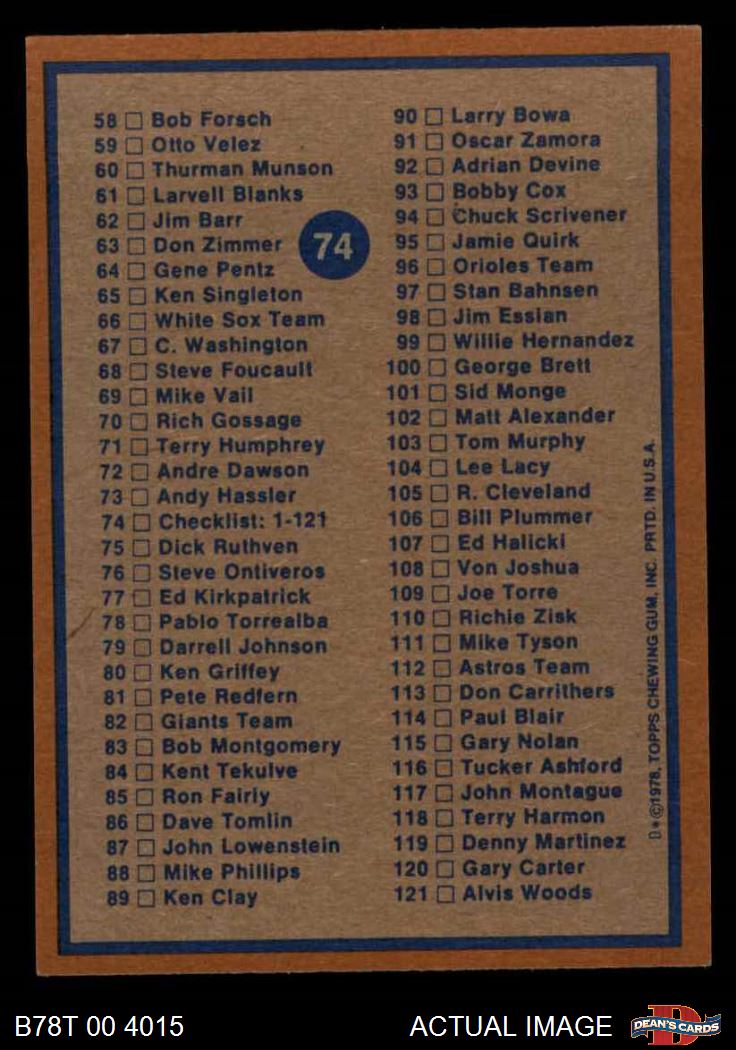 58 Bob Forsch
59 Otto Velez
60 Thurman Munson
61 Larvell Blanks
62 Jim Barr
63 Don Zimmer
64 Gene Pentz
65 Ken Singleton
66 White Sox Team
67 C. Washington
68 Steve Foucault
69 Mike Vail
70 Rich Gossage
71 Terry Humphrey
72 Andre Dawson
73 Andy Hassler
74 Checklist: 1-121
75 Dick Ruthven
76 Steve Ontiveros
77 Ed Kirkpatrick
78 Pablo Torrealba
79 Darrell Johnson
80 Ken Griffey
81 Pete Redfern
82 Giants Team
83 Bob Montgomery
84 Kent Tekulve
85 Ron Fairly
86 Dave Tomlin
87 John Lowenstein
88 Mike Phillips
89 Ken Clay
74
90 Larry Bowa
91 Oscar Zamora
92 Adrian Devine
93 Bobby Cox
94 Chuck Scrivener
95 Jamie Quirk
96 Orioles Team
97 Stan Bahnsen
98 Jim Essian
99 Willie Hernandez
100 George Brett
101 Sid Monge
102 Matt Alexander
103 Tom Murphy
104 Lee Lacy
105 R. Cleveland
106 Bill Plummer
107 Ed Halicki
108 Von Joshua
109 Joe Torre
110 Richie Zisk
111 Mike Tyson
112 Astros Team
113 Don Carrithers
114 Paul Blair
115 Gary Nolan
116 Tucker Ashford
117 John Montague
118 Terry Harmon
119 Denny Martinez
120 Gary Carter
121 Alvis Woods
D*©1978, TOPPS CHEWING GUM, INC. PRTD. IN U.S.A.
B78T 00 4015
ACTUAL IMAGE
DEAN'S CARDS